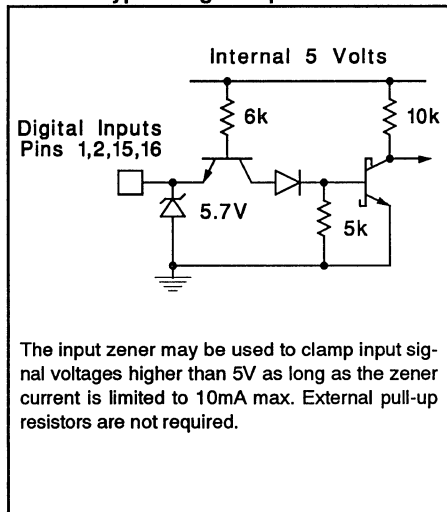 Internal 5 Volts
6k
10k
Digital Inputs
Pins 1,2,15,16
5.7V
5k
The input zener may be used to clamp input sig-
nal voltages higher than 5V as long as the zener
current is limited to 10mA max. External pull-up
resistors are not required.